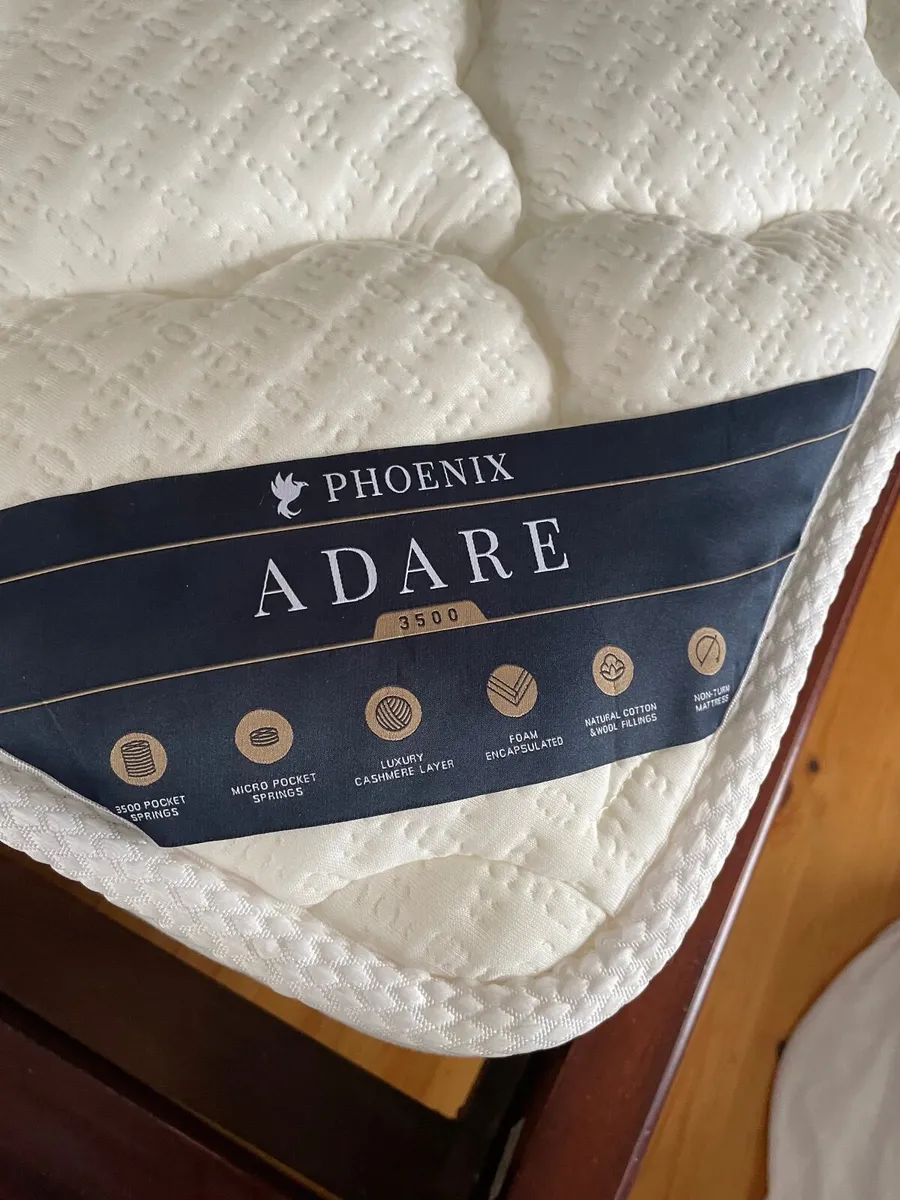 PHOENIX
ADARE
3500
3500 POCKET
SPRINGS
MICRO POCKET
SPRINGS
LUXURY
CASHMERE LAYER
FOAM
ENCAPSULATED
NATURAL COTTON
&WOOL FILLINGS
NON-TURN
MATTRESS